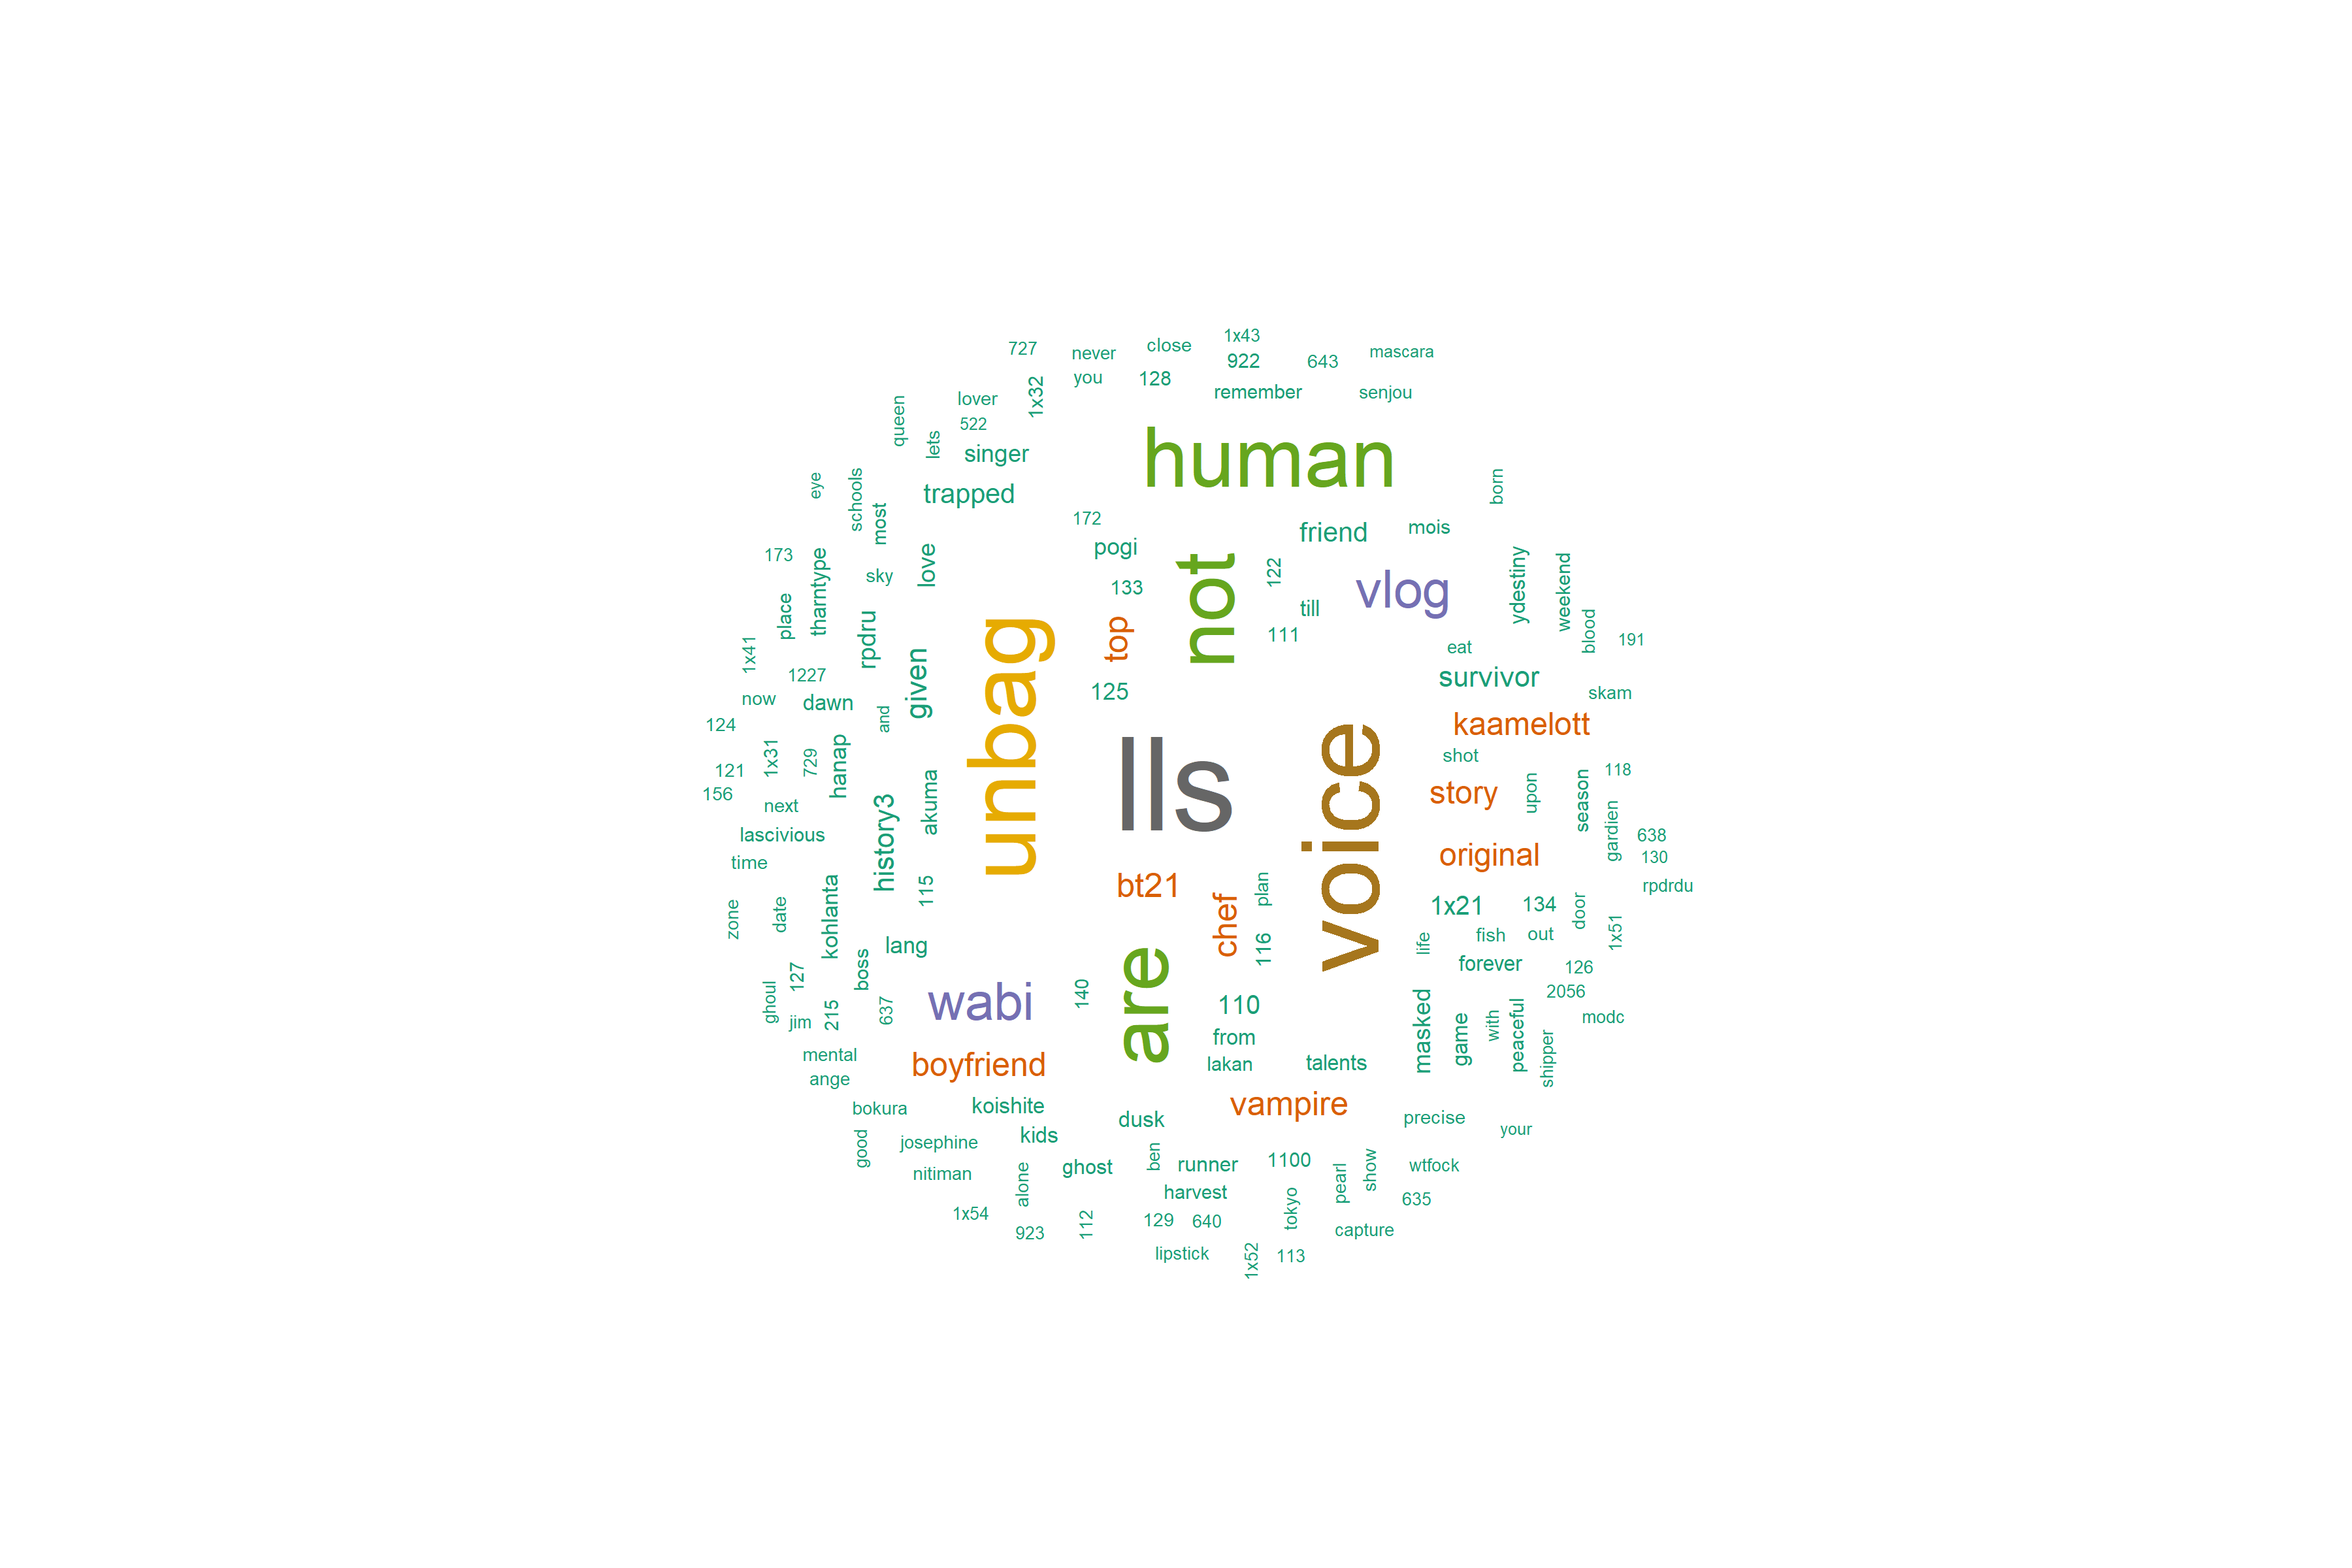 1x43
727
never
close
922
643
mascara
you
128
remember
senjou
1x32
lover
queen
522
lets
singer
human
eye
schools
trapped
born
most
172
friend
mois
173
pogi
not
love
sky
tharntype
133
122
vlog
ydestiny
weekend
place
till
top
111
rpdru
blood
191
1x41
eat
1227
given
unbag
125
survivor
skam
now
dawn
and
124
kaamelott
1x31
729
hanap
lls
voice
shot
121
118
156
next
history3
akuma
story
upon
season
lascivious
gardien
638
time
original
130
115
bt21
plan
rpdrdu
zone
date
kohlanta
chef
1x21
134
door
lang
116
life
fish
out
1x51
127
boss
forever
126
ghoul
jim
215
637
wabi
140
are
110
2056
modc
from
masked
game
with
peaceful
mental
boyfriend
lakan
talents
shipper
ange
bokura
koishite
dusk
vampire
precise
your
good
josephine
kids
nitiman
alone
ghost
ben
runner
1100
pearl
show
wtfock
harvest
635
1x54
923
112
129
640
tokyo
capture
lipstick
1x52
113